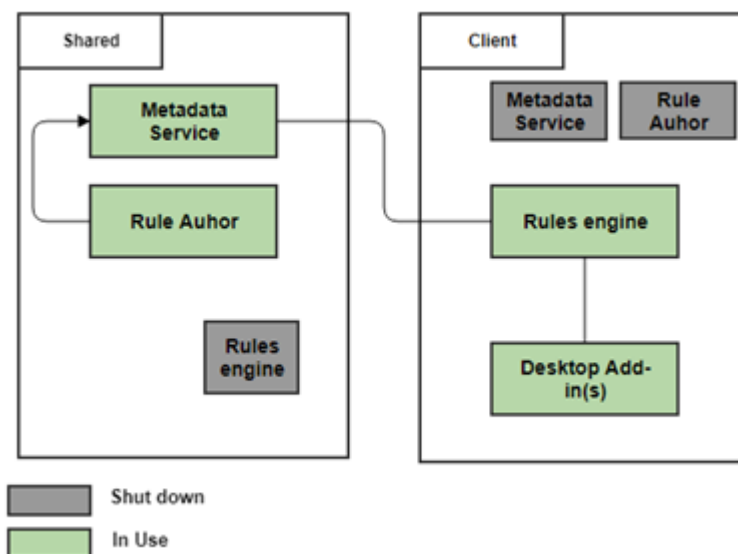 Shared
Metadata
Service
Rule Auhor
Rules
engine
Client
Metadata
Service
Rule
Auhor
Rules engine
Desktop Add-
in(s)
Shut down
In Use